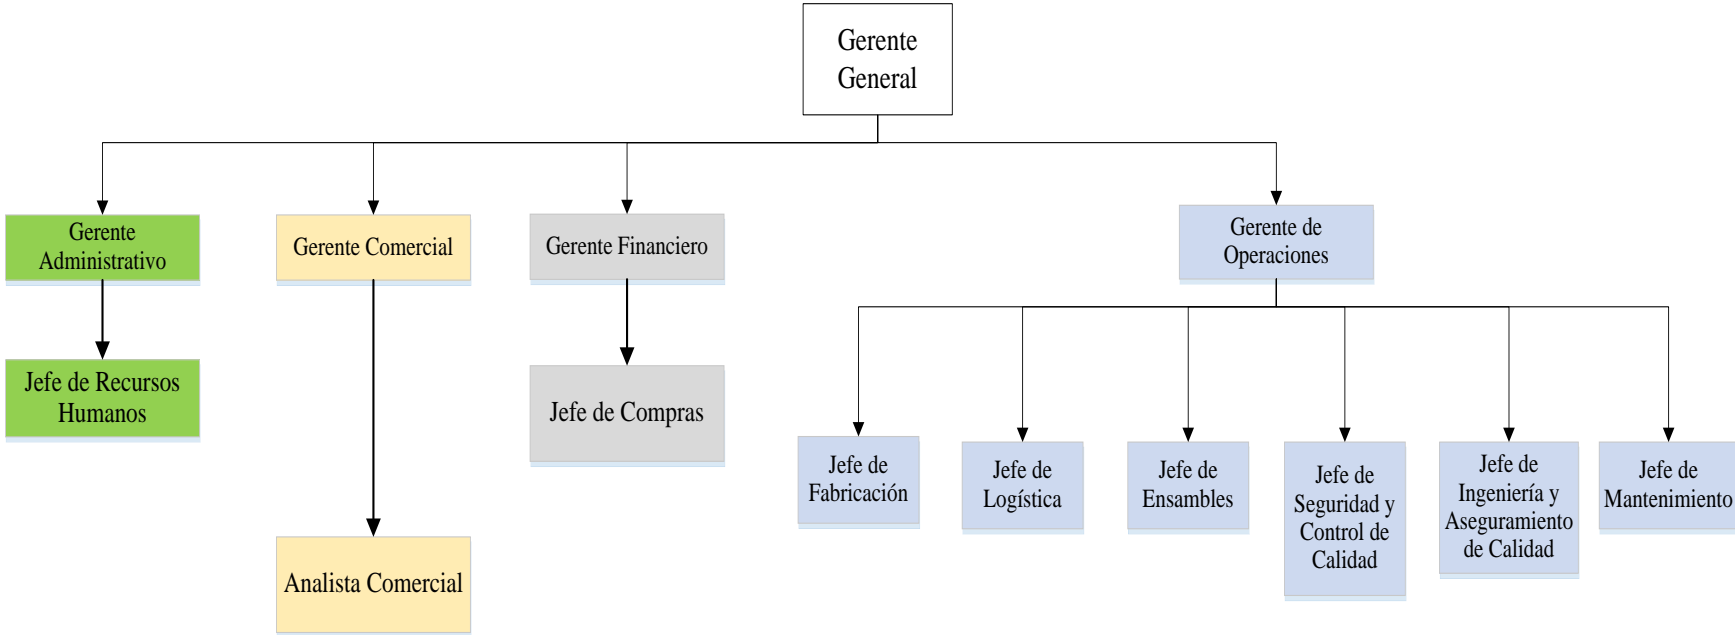 Gerente
General
Gerente
Administrativo
Gerente Comercial
Gerente Financiero
Gerente de
Operaciones
Jefe de Recursos
Humanos
Jefe de Compras
Analista Comercial
Jefe de
Fabricación
Jefe de
Logística
Jefe de
Ensambles
Jefe de
Seguridad y
Control de
Calidad
Jefe de
Ingeniería y
Aseguramiento
de Calidad
Jefe de
Mantenimiento